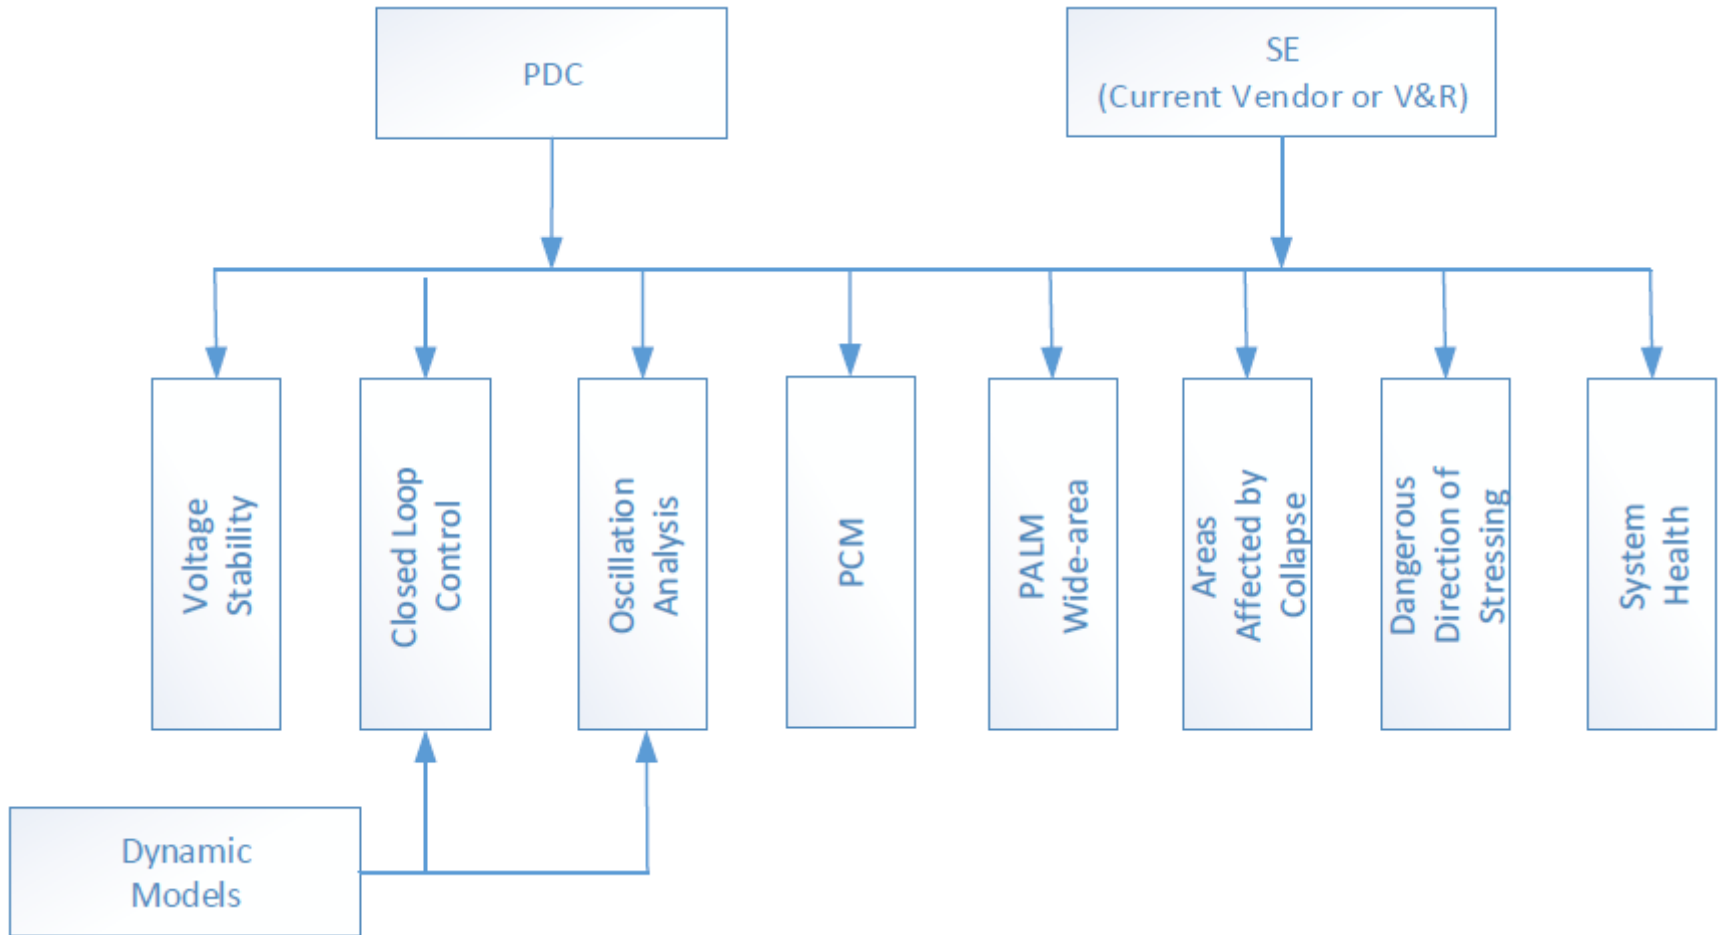 PDC
SE
(Current Vendor or V&R)
Voltage
Stability
Closed Loop
Control
Oscillation
Analysis
PCM
PALM
Wide-area
Areas
Affected by
Collapse
Dangerous
Direction of
Stressing
System
Health
Dynamic
Models